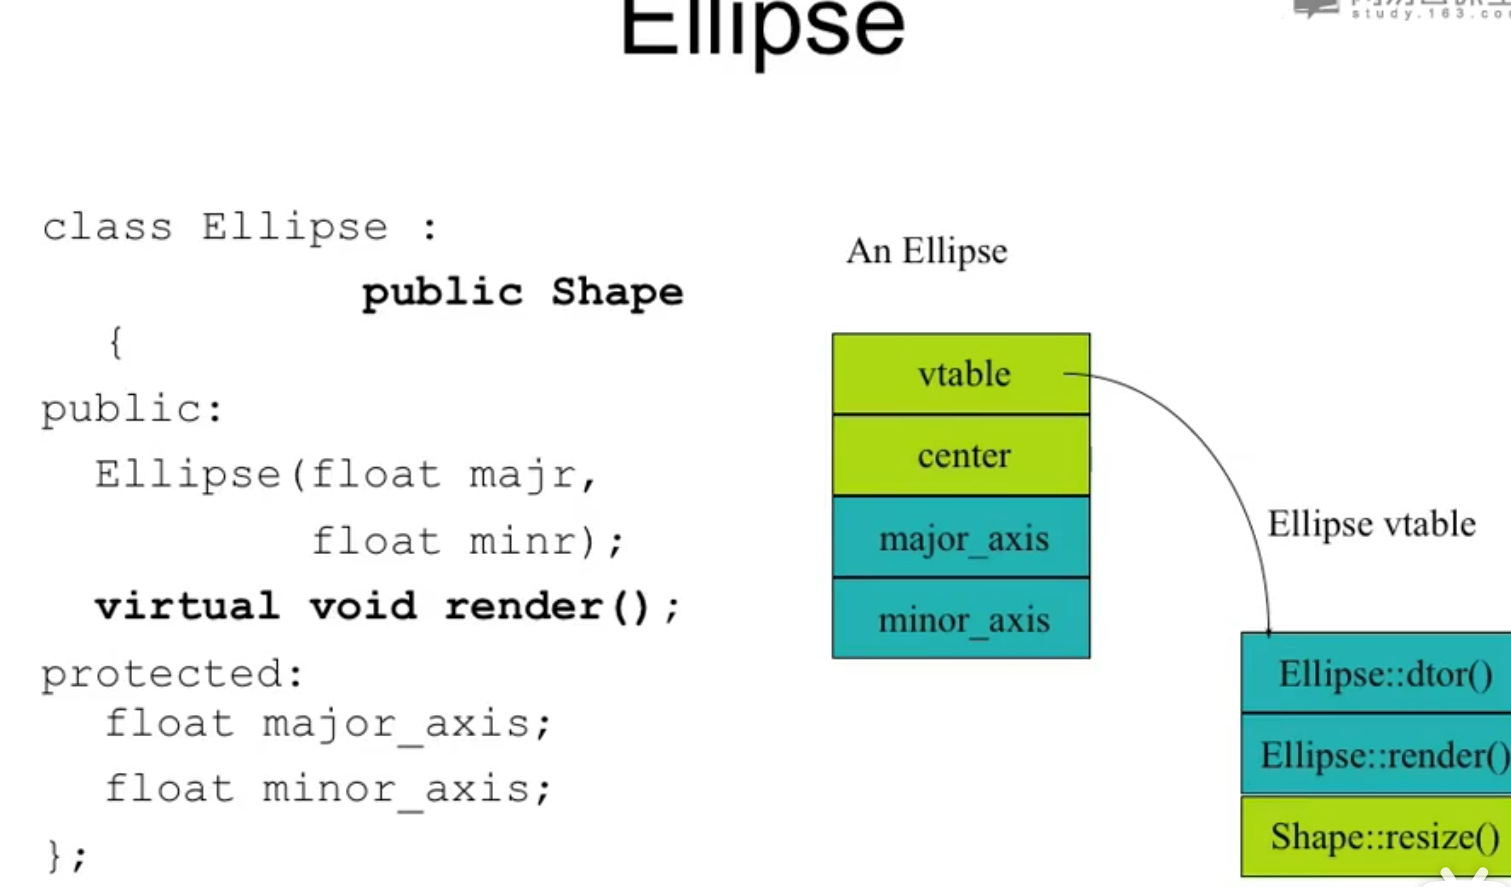 Ellipse
study.163.co
class Ellipse :
public Shape
{
public:
Ellipse(float majr,
float minr);
virtual void render();
protected:
float major_axis;
float minor_axis;
};
An Ellipse
vtable
center
major_axis
minor_axis
Ellipse vtable
Ellipse::dtor()
Ellipse::render()
Shape::resize()